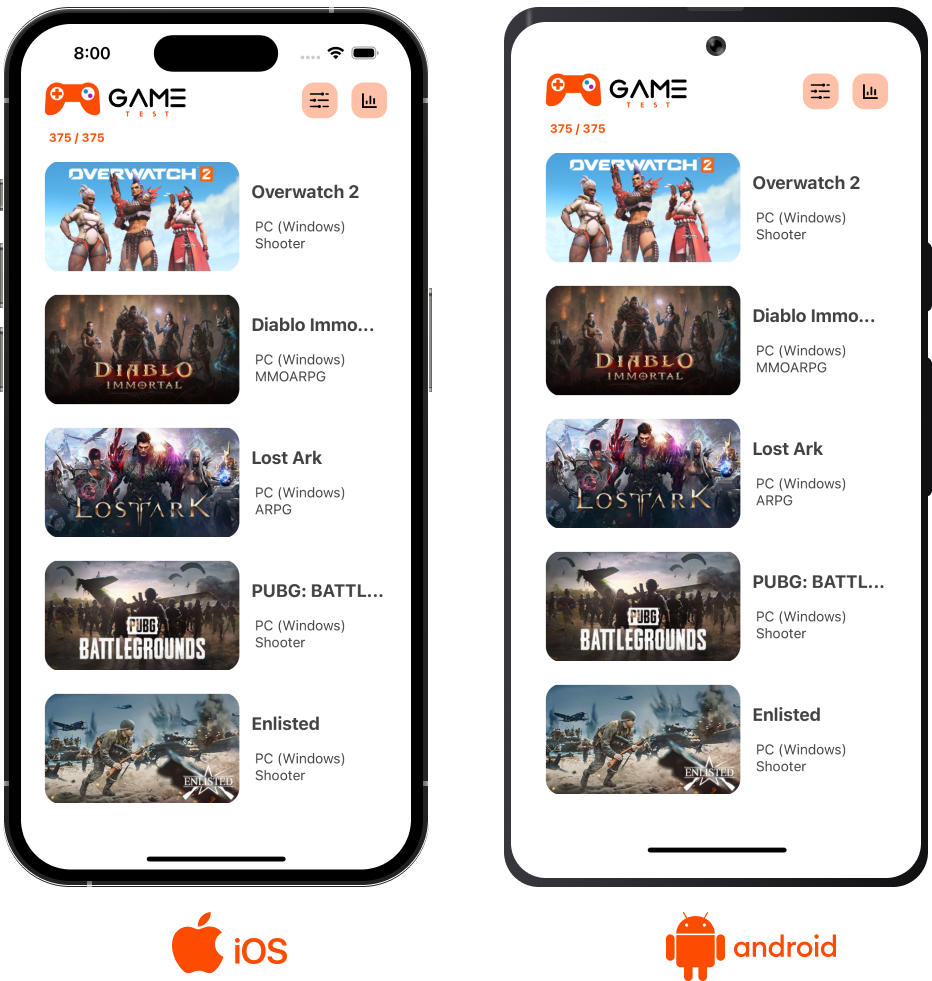 8:00
GAME
TEST
375 / 375
OVERWATCH 2
Overwatch 2
PC (Windows)
Shooter
DIABLO
IMMORTAL
Diablo Immo...
PC (Windows)
MMOARPG
LOST ARK
Lost Ark
PC (Windows)
ARPG
PUBG
BATTLEGROUNDS
PUBG: BATTL...
PC (Windows)
Shooter
ENLISTED
Enlisted
PC (Windows)
Shooter
iOS
GAME
TEST
375 / 375
OVERWATCH 2
Overwatch 2
PC (Windows)
Shooter
DIABLO
IMMORTAL
Diablo Immo...
PC (Windows)
MMOARPG
LOST ARK
Lost Ark
PC (Windows)
ARPG
PUBG
BATTLEGROUNDS
PUBG: BATTL...
PC (Windows)
Shooter
ENLISTED
Enlisted
PC (Windows)
Shooter
android